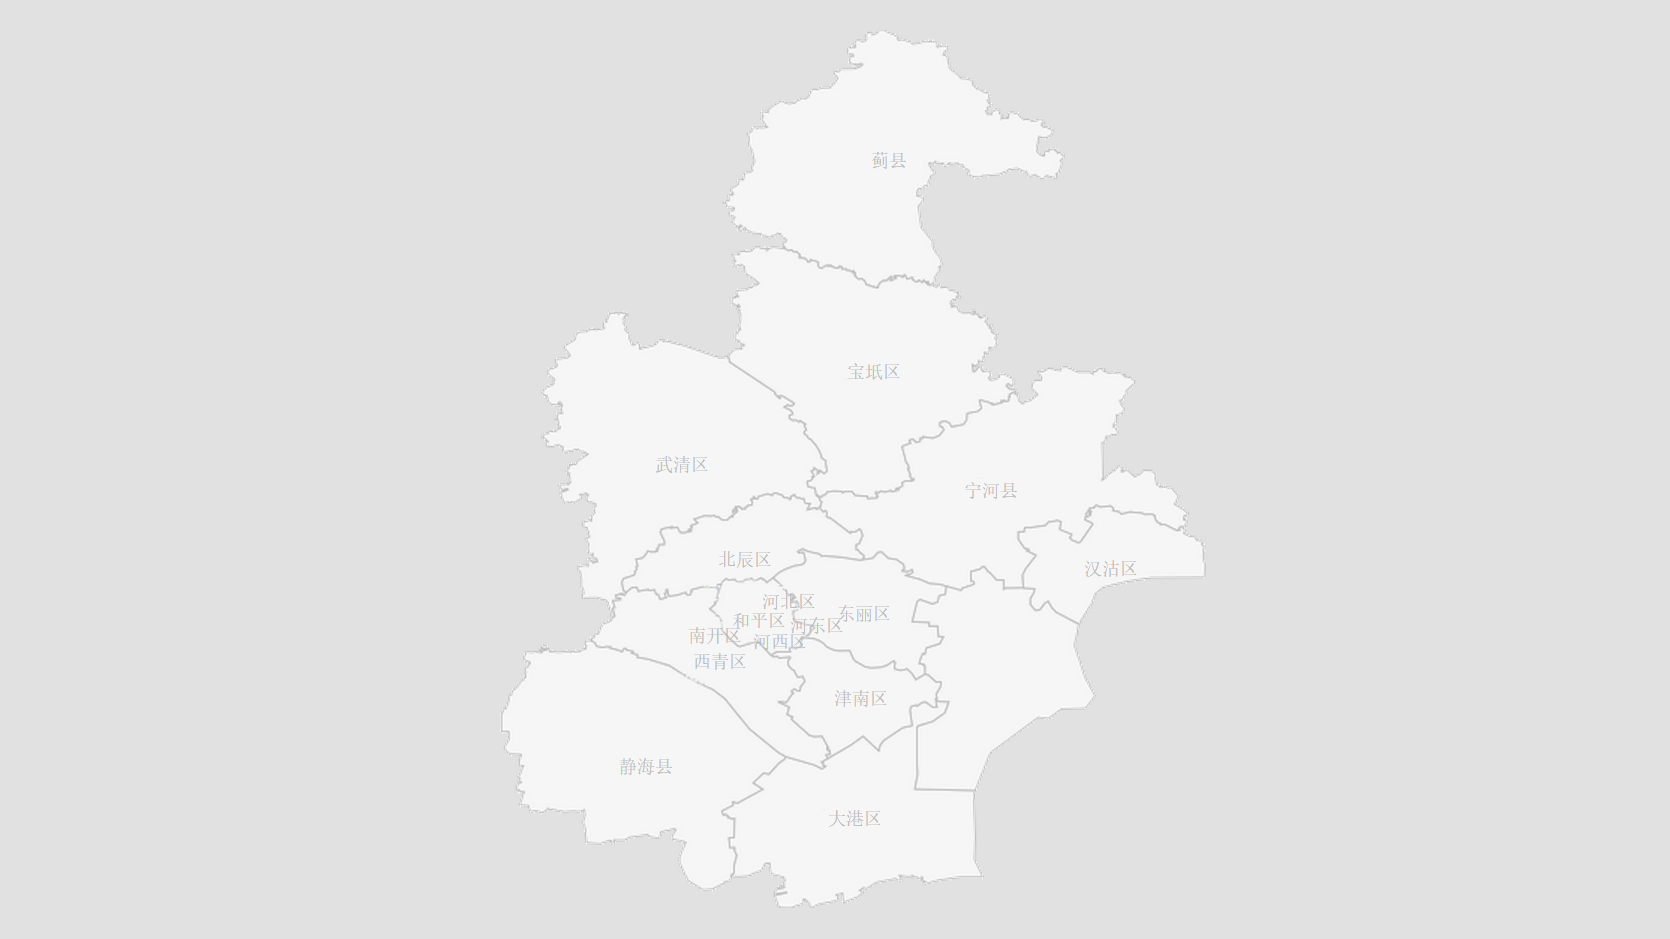 蓟县
宝坻区
武清区
宁河县
北辰区
汉沽区
河北区
东丽区
和平区
河东区
南开区
河西区
西青区
津南区
静海县
大港区